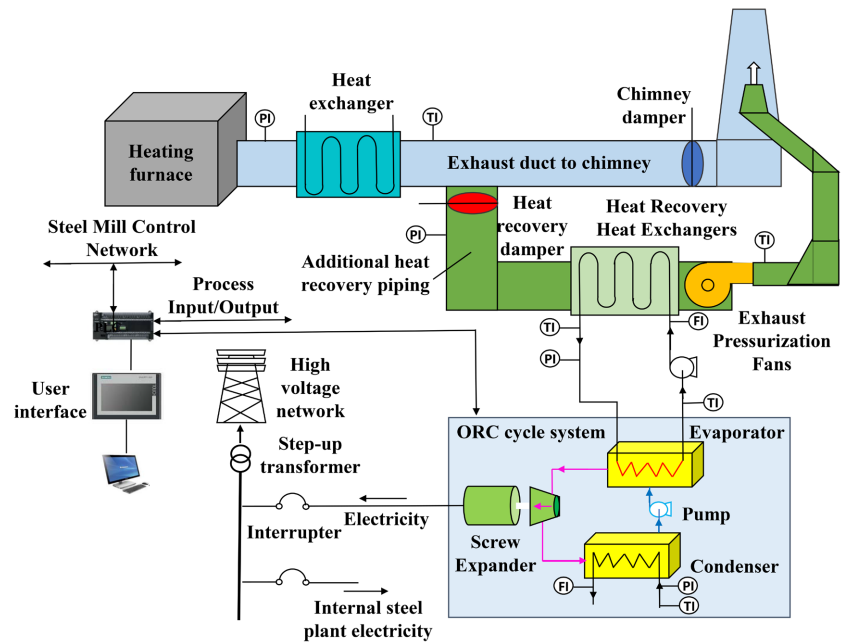 Heat
exchanger
PI
TI
Chimney
damper
Heating
furnace
Exhaust duct to chimney
Heat
recovery
damper
Heat Recovery
Heat Exchangers
PI
TI
Steel Mill Control
Network
Additional heat
recovery piping
Process
Input/Output
TI
FI
Exhaust
Pressurization
Fans
PI
High
voltage
network
User
interface
TI
Step-up
transformer
ORC cycle system
Evaporator
Electricity
Interrupter
Pump
Screw
Expander
Condenser
FI
PI
TI
Internal steel
plant electricity